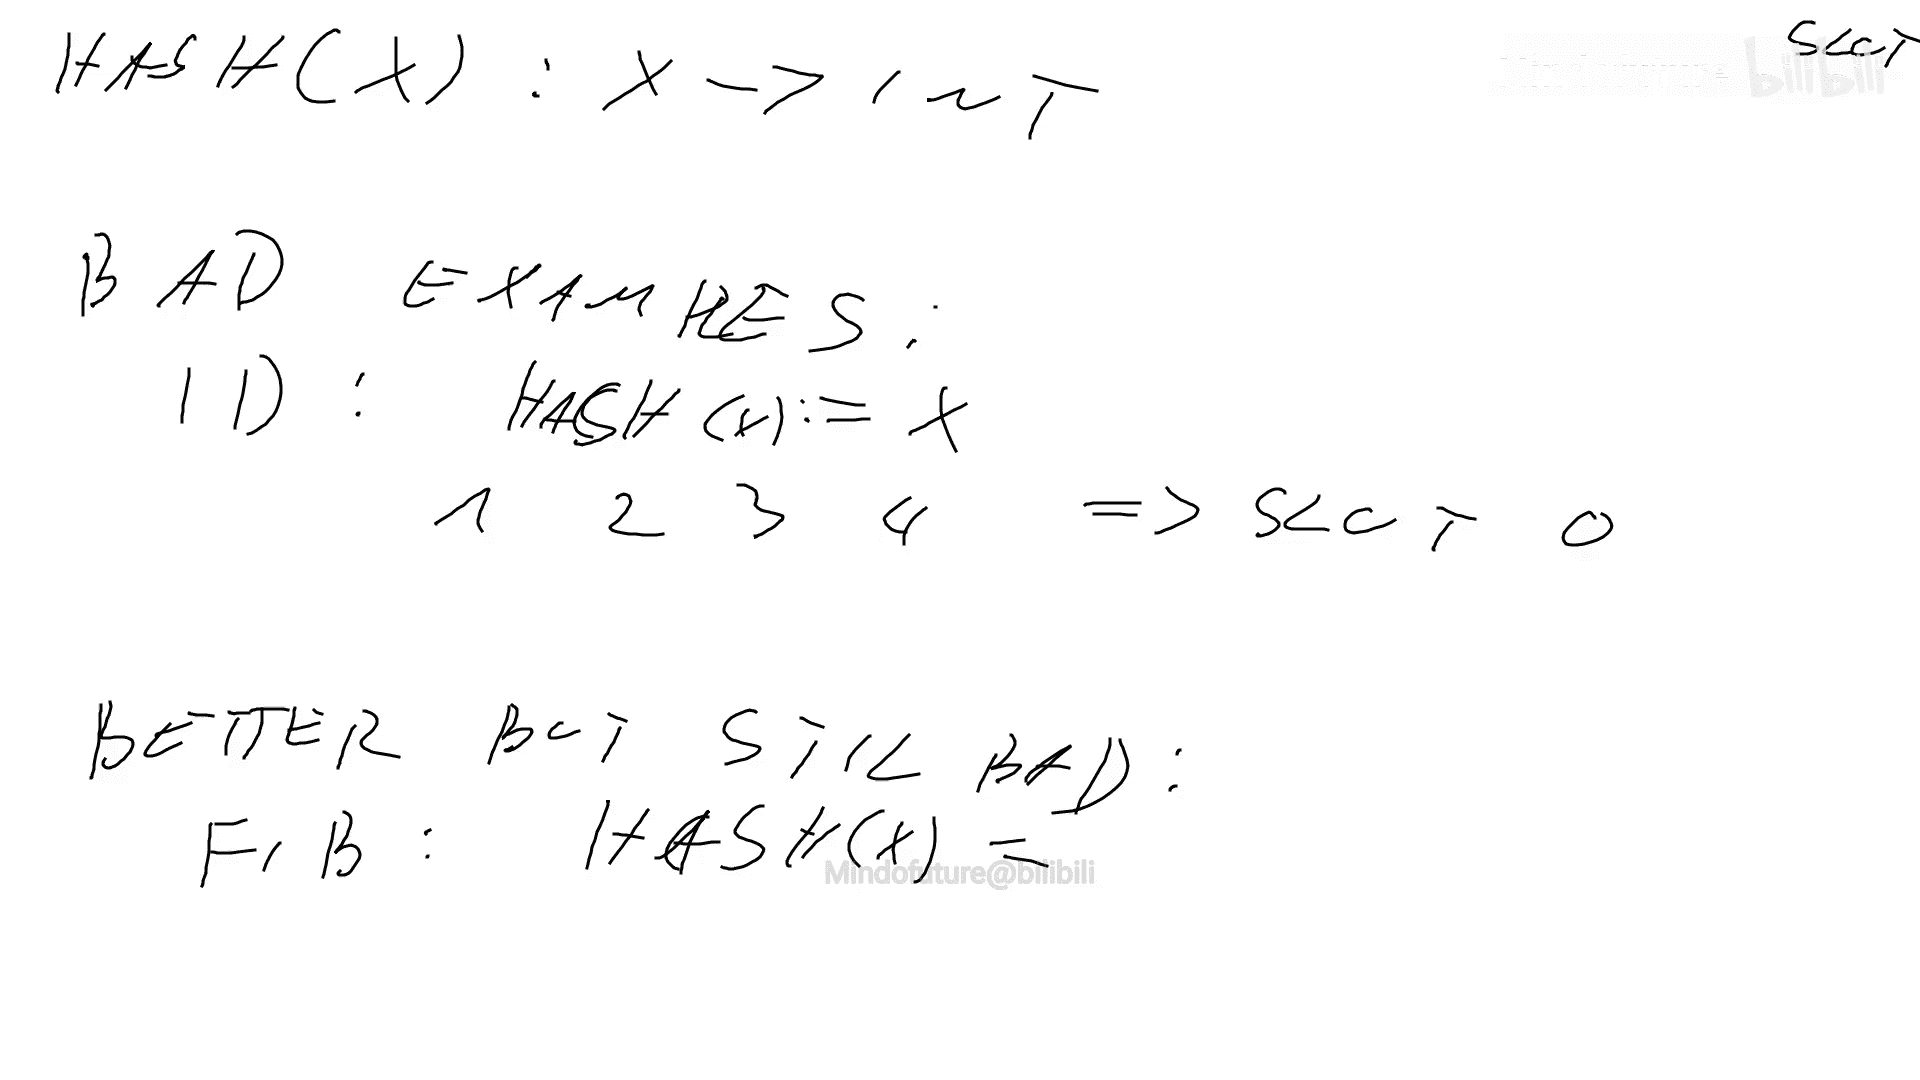 HASH(X) : X -> INT
SLOT
bilibili
BAD EXAMPLES:
ID : HASH(X) := X
1 2 3 4 => SLOT 0
BETTER BUT STILL BAD:
FIB : HASH(X) =
Mindofuture@bilibili